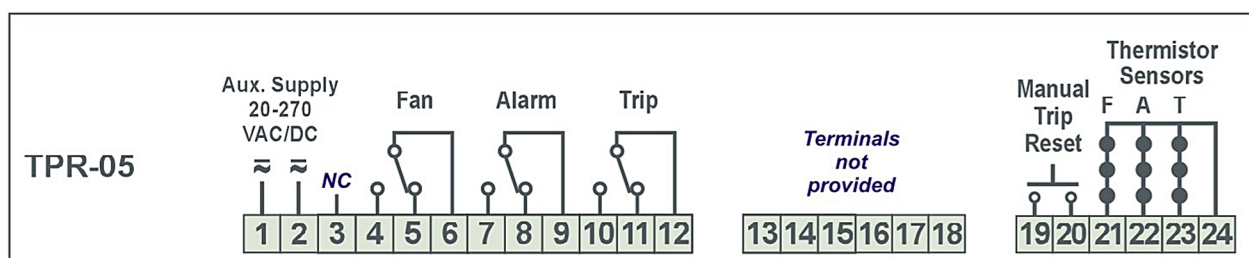 TPR-05
Aux. Supply
20-270
VAC/DC
NC
Fan
Alarm
Trip
1 2 3 4 5 6 7 8 9 10 11 12
Terminals
not
provided
13 14 15 16 17 18
Manual
Trip
Reset
Thermistor
Sensors
F A T
19 20 21 22 23 24